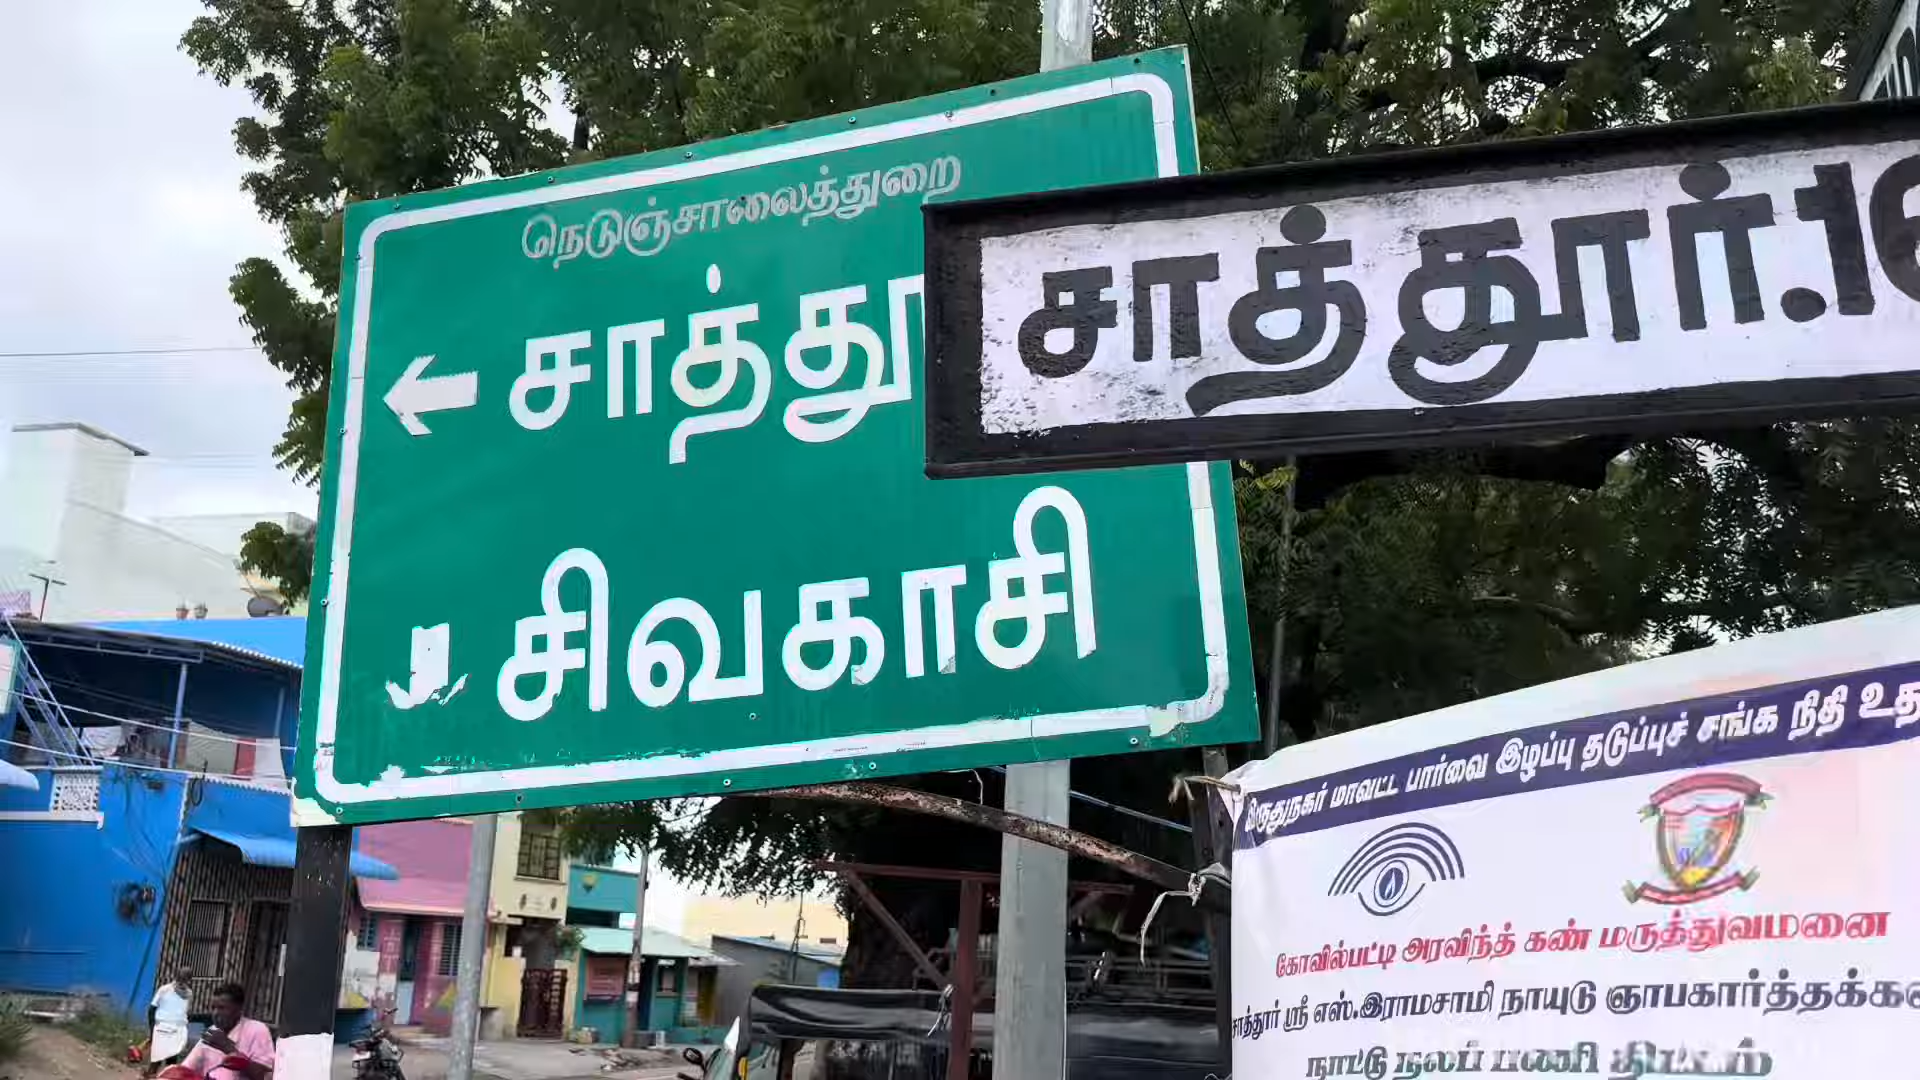 நெடுஞ்சாலைத்துறை
சாத்தூ
சிவகாசி
சாத்தூர்.16
விருதுநகர் மாவட்ட பார்வை இழப்பு தடுப்புச் சங்க நிதி உத
கோவில்பட்டி அரவிந்த் கண் மருத்துவமனை
சாத்தூர் ஸ்ரீ எஸ்.இராமசாமி நாயுடு ஞாபகார்த்தக்க
நாட்டு நலப் பணி திட்டம்